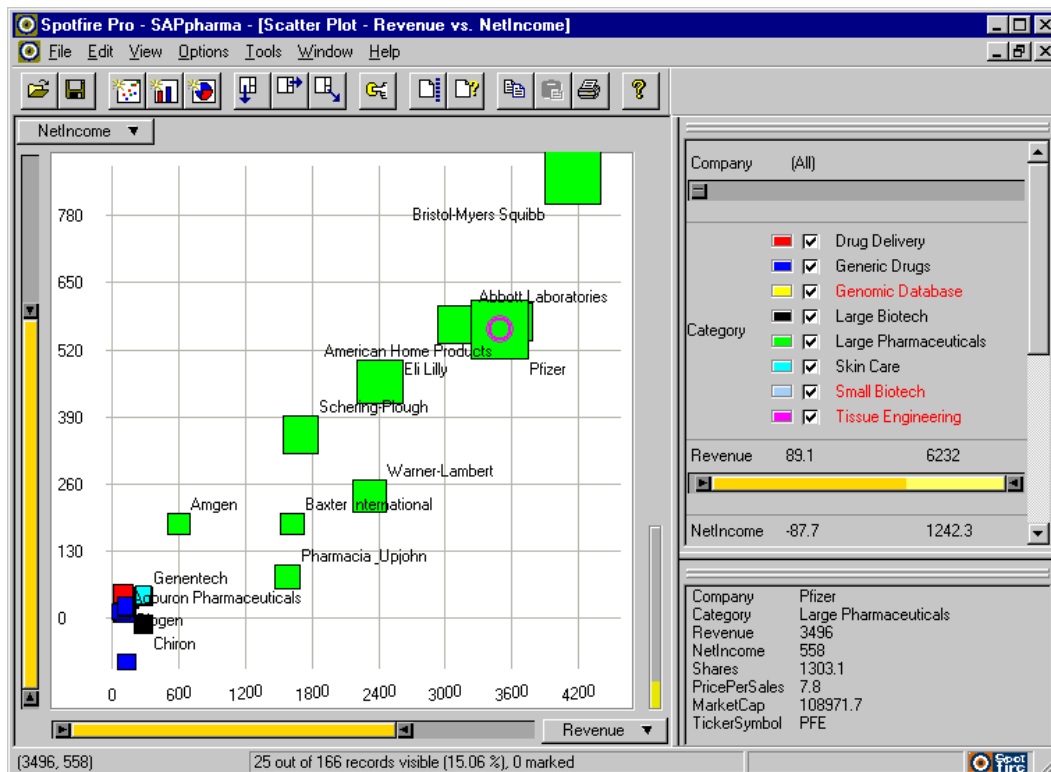 Spotfire Pro - SAPpharma - [Scatter Plot - Revenue vs. NetIncome]
File Edit View Options Tools Window Help
NetIncome
780
650
520
390
260
130
0
Bristol-Myers Squibb
Abbott Laboratories
American Home Products
Eli Lilly
Pfizer
Schering-Plough
Warner-Lambert
Amgen
Baxter International
Pharmacia_Upjohn
Genentech
Agouron Pharmaceuticals
Chiron
0 600 1200 1800 2400 3000 3600 4200
Revenue
Company (All)
Category
Drug Delivery
Generic Drugs
Genomic Database
Large Biotech
Large Pharmaceuticals
Skin Care
Small Biotech
Tissue Engineering
Revenue 89.1 6232
NetIncome -87.7 1242.3
Company Pfizer
Category Large Pharmaceuticals
Revenue 3496
NetIncome 558
Shares 1303.1
PricePerSales 7.8
MarketCap 108971.7
TickerSymbol PFE
(3496, 558)
25 out of 166 records visible (15.06 %), 0 marked